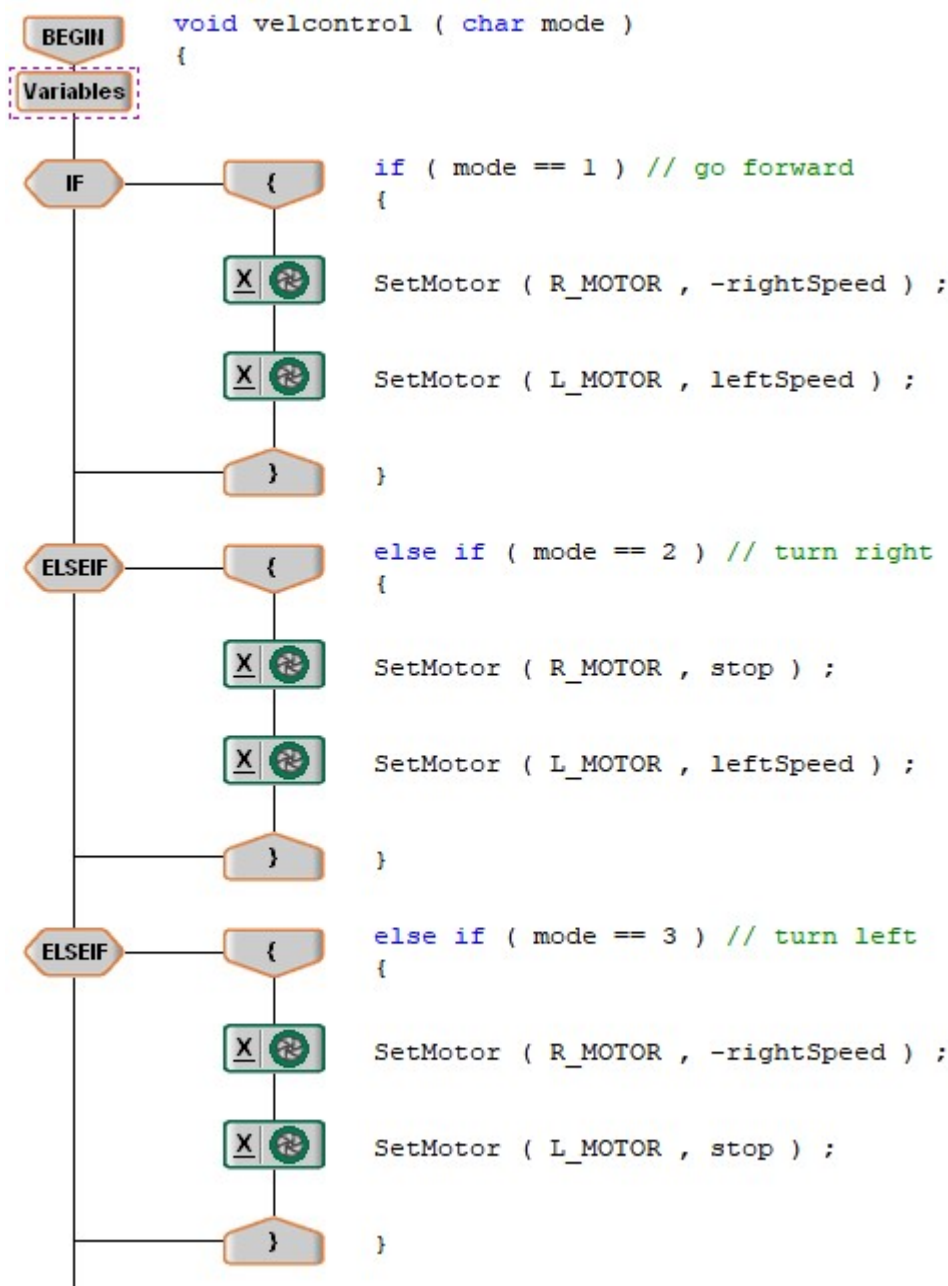 BEGIN void velcontrol ( char mode )
{
Variables
IF { if ( mode == 1 ) // go forward
{
X SetMotor ( R_MOTOR , -rightSpeed ) ;
X SetMotor ( L_MOTOR , leftSpeed ) ;
} }
ELSEIF { else if ( mode == 2 ) // turn right
{
X SetMotor ( R_MOTOR , stop ) ;
X SetMotor ( L_MOTOR , leftSpeed ) ;
} }
ELSEIF { else if ( mode == 3 ) // turn left
{
X SetMotor ( R_MOTOR , -rightSpeed ) ;
X SetMotor ( L_MOTOR , stop ) ;
} }